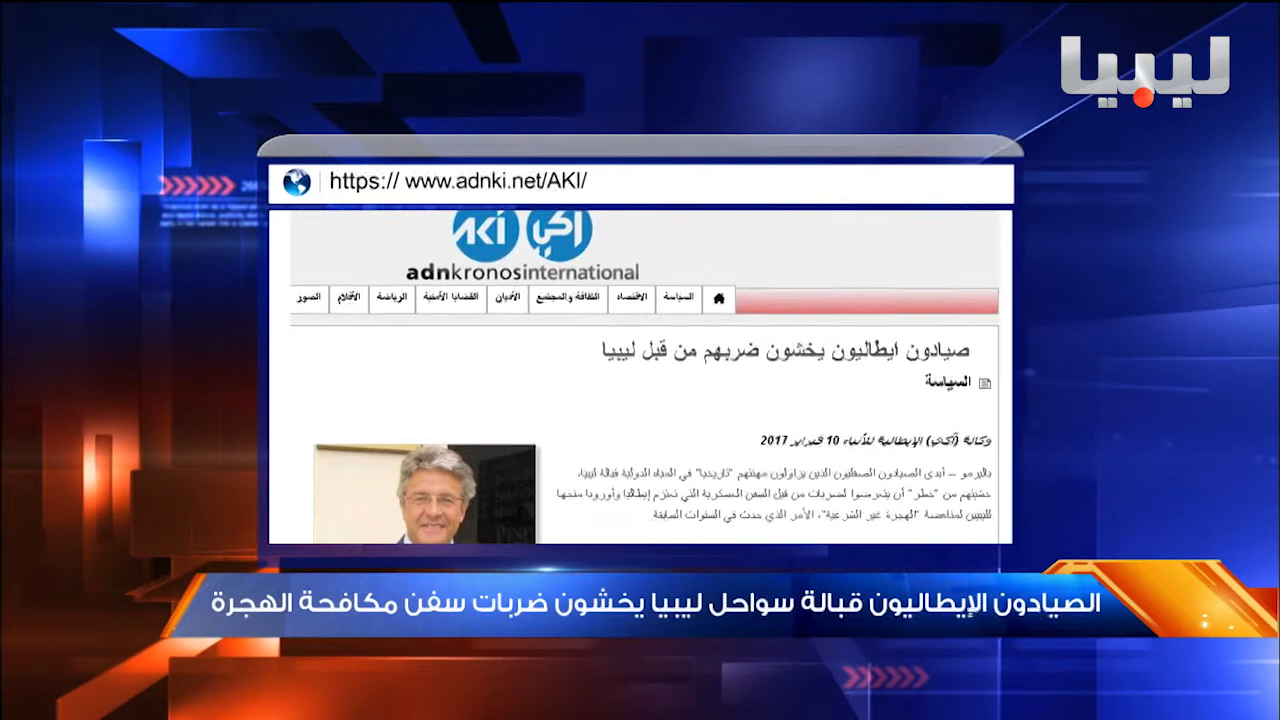 ليبيا
https:// www.adnki.net/AKI/
AKI آكي
adnkronosinternational
السياسة الاقتصاد الثقافة والمجتمع الأديان القضايا الأمنية الرياضة الأقلام الصور
صيادون ايطاليون يخشون ضربهم من قبل ليبيا
السياسة
وكالة (آكي) الإيطالية للأنباء 10 فبراير 2017
باليرمو – أبدى الصيادون الصقليون الذين يزاولون مهنتهم "تاريخيا" في المياه الدولية قبالة ليبيا،
خشيتهم من "خطر" أن يتعرضوا لضربات من قبل السفن العسكرية التي تعتزم إيطاليا وأوروبا منحها
لليبيين لمناهضة "الهجرة غير الشرعية"، الأمر الذي حدث في السنوات السابقة.
الصيادون الإيطاليون قبالة سواحل ليبيا يخشون ضربات سفن مكافحة الهجرة